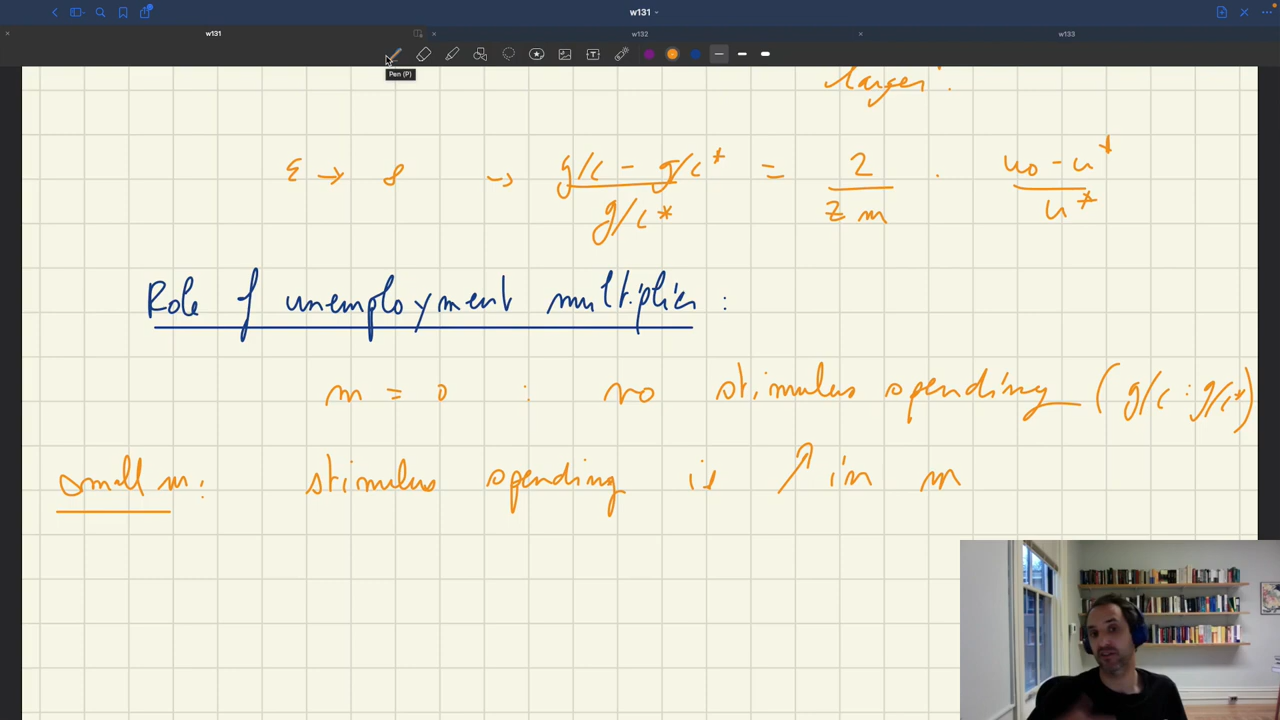 w131
w131
w132
w133
Pen (P)
larger".
ε → ∞ → (g/c - g/c*) / (g/c*) = 2 / (z m) · (u0 - u*) / u*
Role of unemployment multiplier :
m = 0 : no stimulus spending (g/c : g/c*)
small m: stimulus spending is ↗ in m